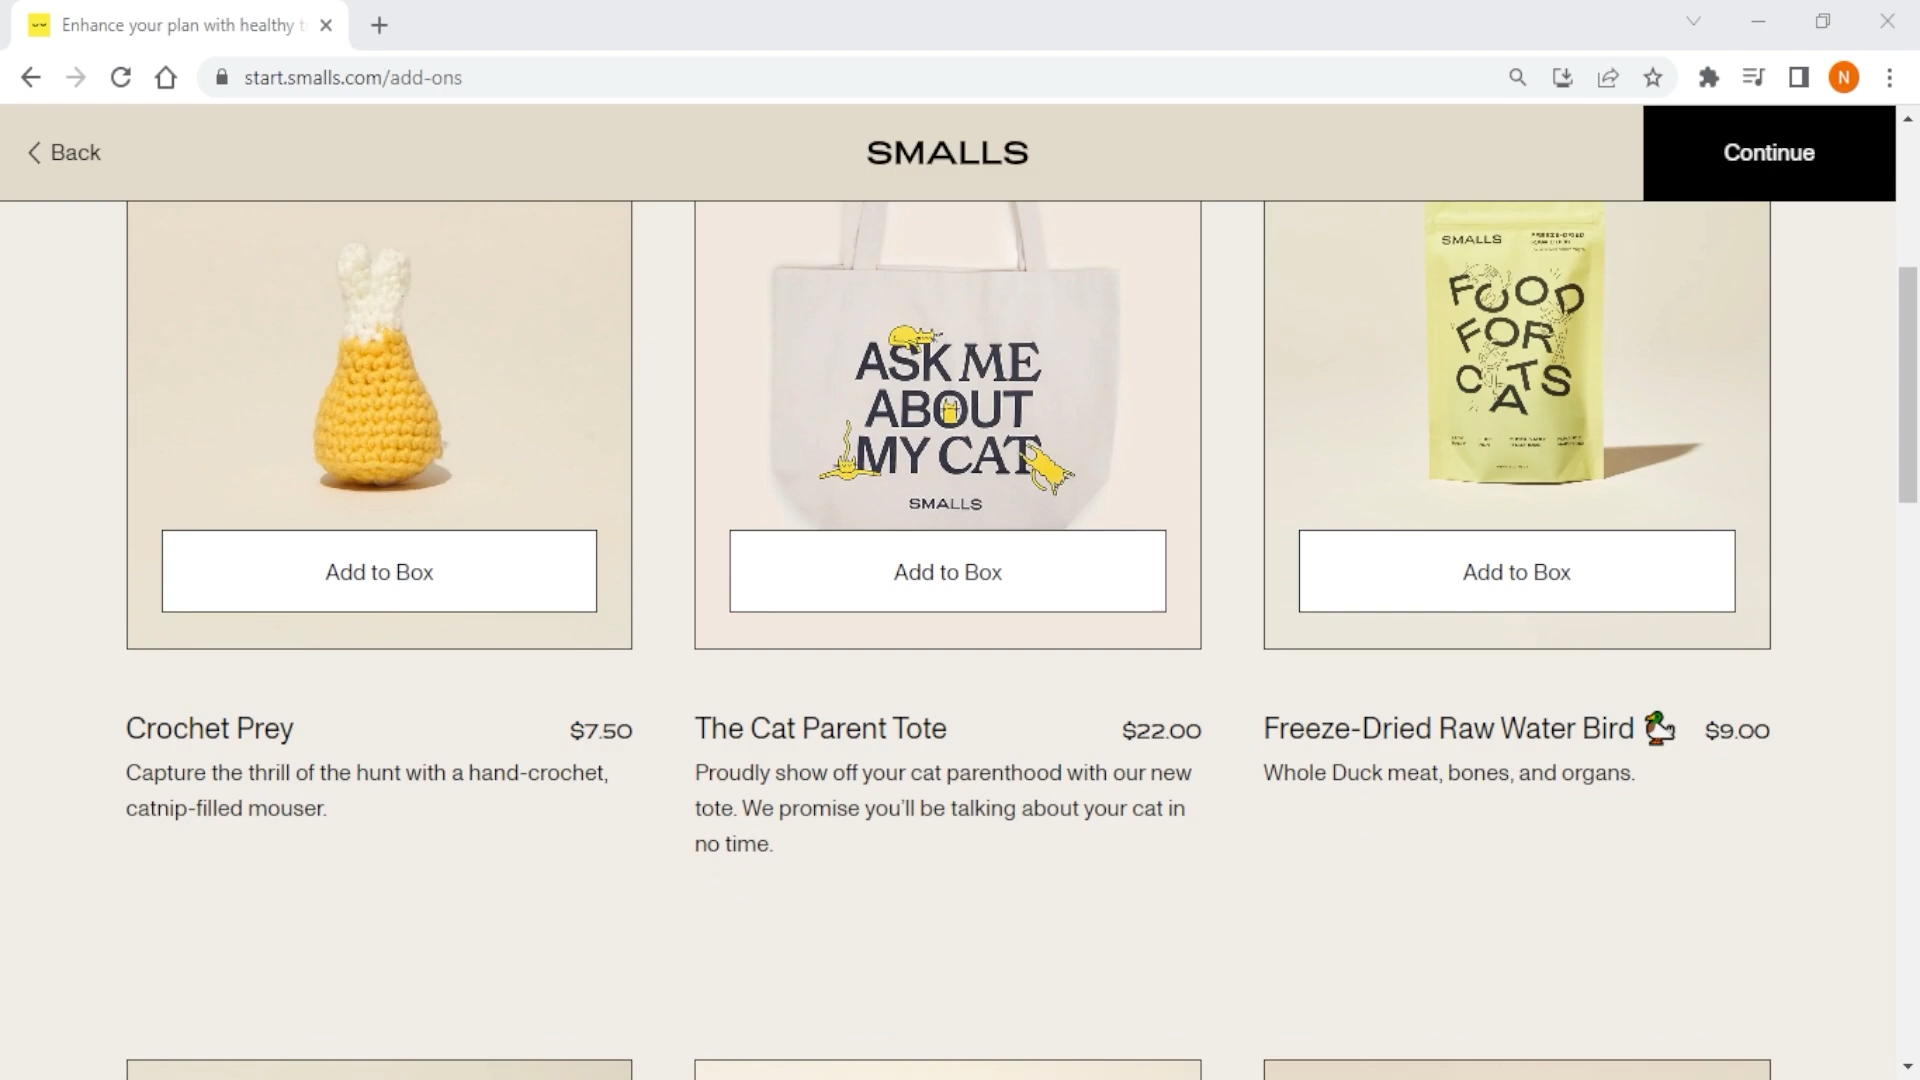 Enhance your plan with healthy t
start.smalls.com/add-ons
N
Back
SMALLS
Continue
SMALLS
FOOD
FOR
CATS
ASK ME
ABOUT
MY CAT
SMALLS
Add to Box
Add to Box
Add to Box
Crochet Prey
$7.50
Capture the thrill of the hunt with a hand-crochet,
catnip-filled mouser.
The Cat Parent Tote
$22.00
Proudly show off your cat parenthood with our new
tote. We promise you’ll be talking about your cat in
no time.
Freeze-Dried Raw Water Bird
$9.00
Whole Duck meat, bones, and organs.